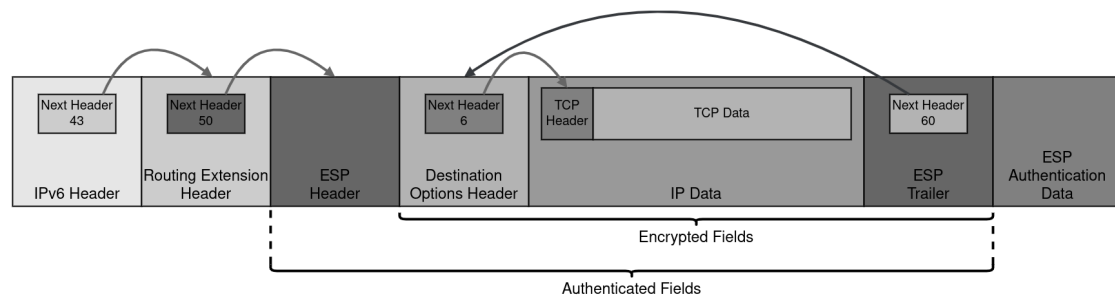 Next Header
43
IPv6 Header
Next Header
50
Routing Extension
Header
ESP
Header
Next Header
6
Destination
Options Header
TCP
Header
TCP Data
IP Data
Next Header
60
ESP
Trailer
ESP
Authentication
Data
Encrypted Fields
Authenticated Fields